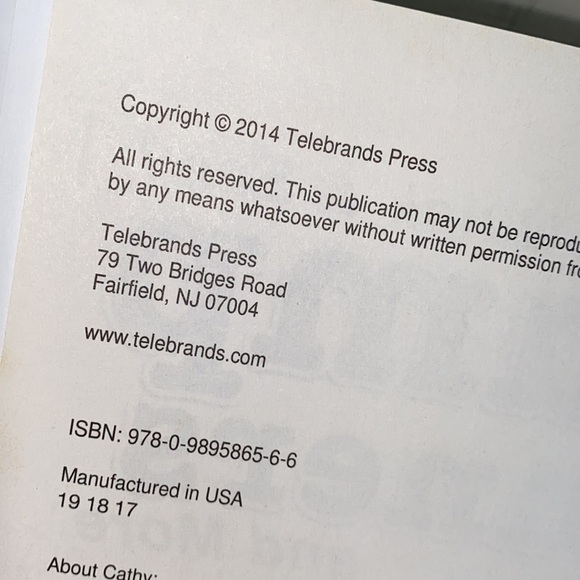 Copyright © 2014 Telebrands Press
All rights reserved. This publication may not be
by any means whatsoever without written permission
Telebrands Press
79 Two Bridges Road
Fairfield, NJ 07004
www.telebrands.com
ISBN: 978-0-9895865-6-6
Manufactured in USA
19 18 17
About Cathy: